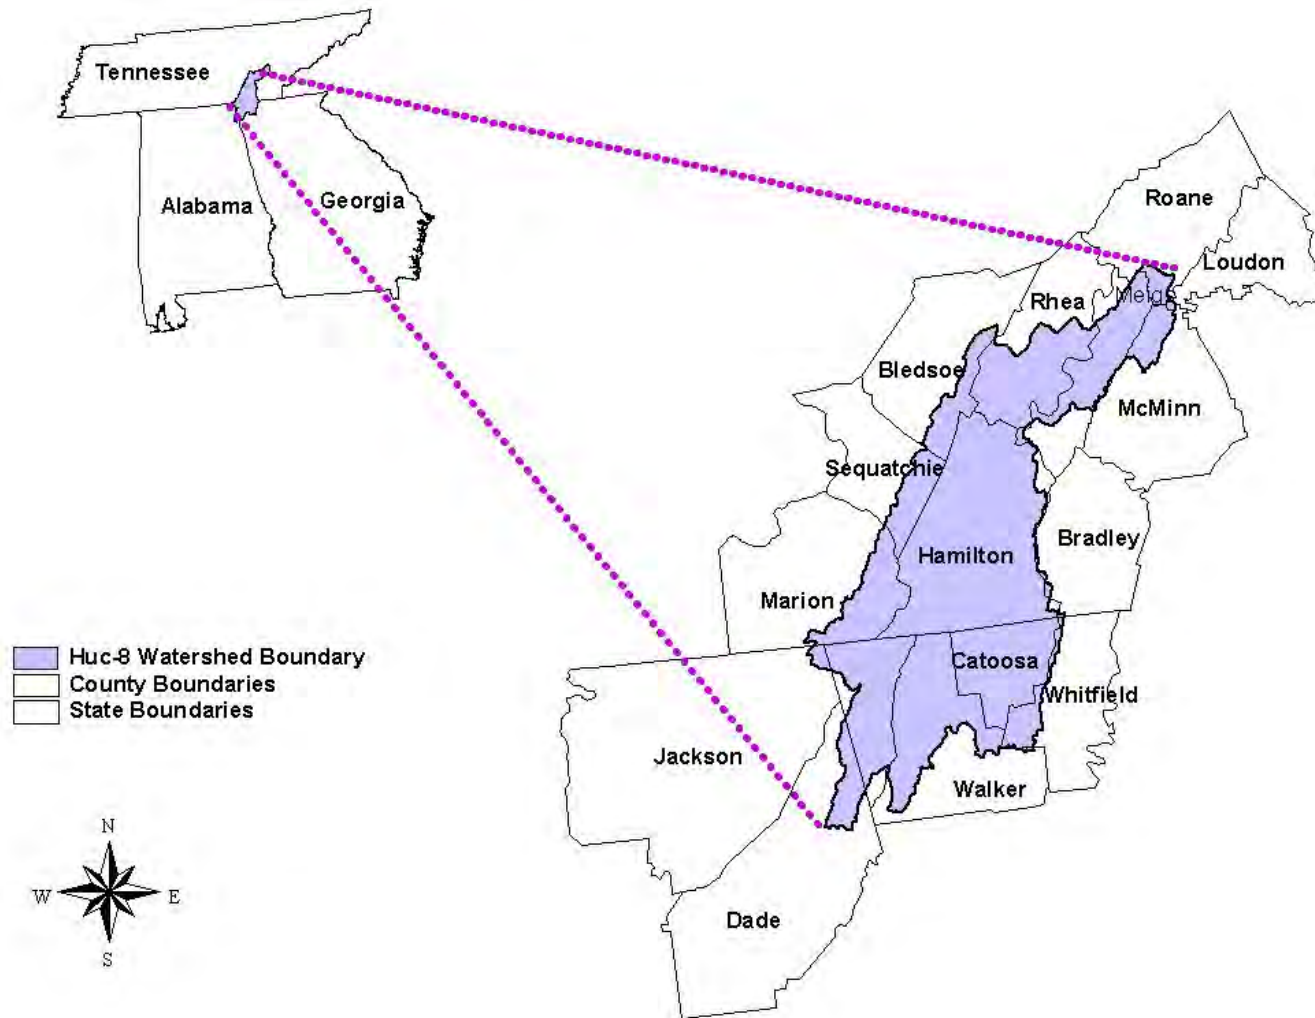 Tennessee
Alabama
Georgia
Roane
Loudon
Rhea
Meigs
Bledsoe
McMinn
Sequatchie
Bradley
Hamilton
Marion
Catoosa
Whitfield
Jackson
Walker
Dade
Huc-8 Watershed Boundary
County Boundaries
State Boundaries
N
W
E
S